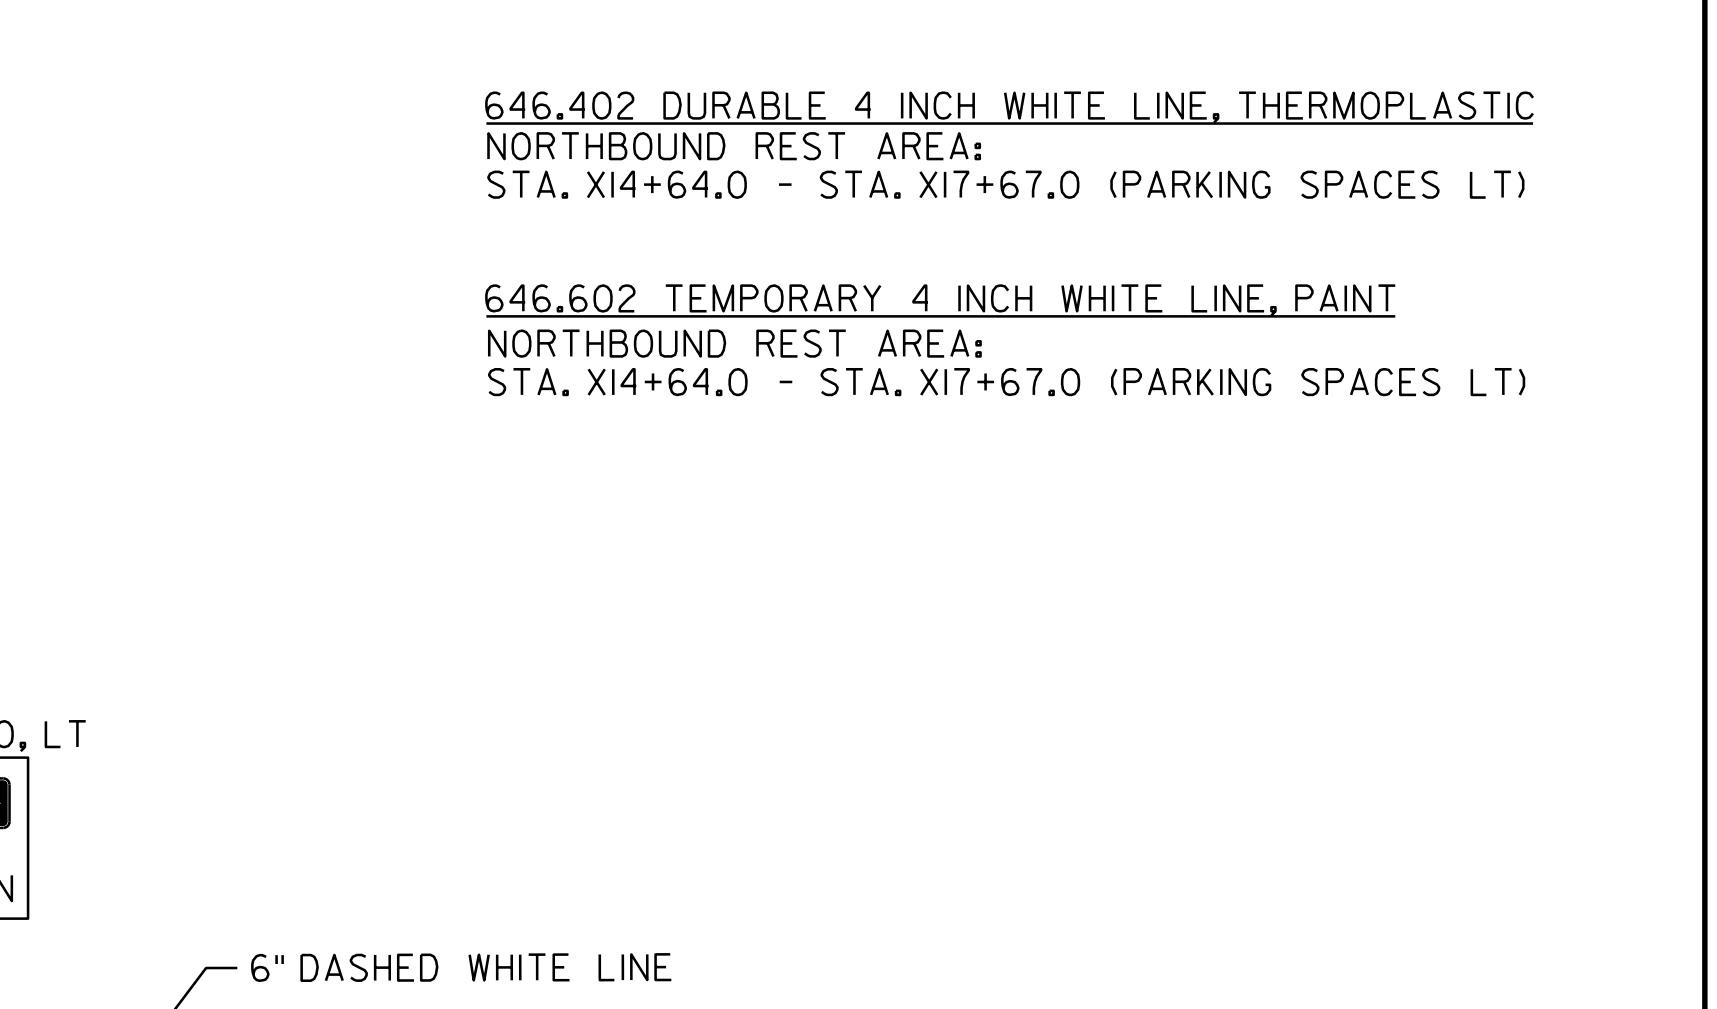 646.402 DURABLE 4 INCH WHITE LINE, THERMOPLASTIC
NORTHBOUND REST AREA:
STA. X14+64.0 - STA. X17+67.0 (PARKING SPACES LT)
646.602 TEMPORARY 4 INCH WHITE LINE, PAINT
NORTHBOUND REST AREA:
STA. X14+64.0 - STA. X17+67.0 (PARKING SPACES LT)
0, LT
N
6" DASHED WHITE LINE